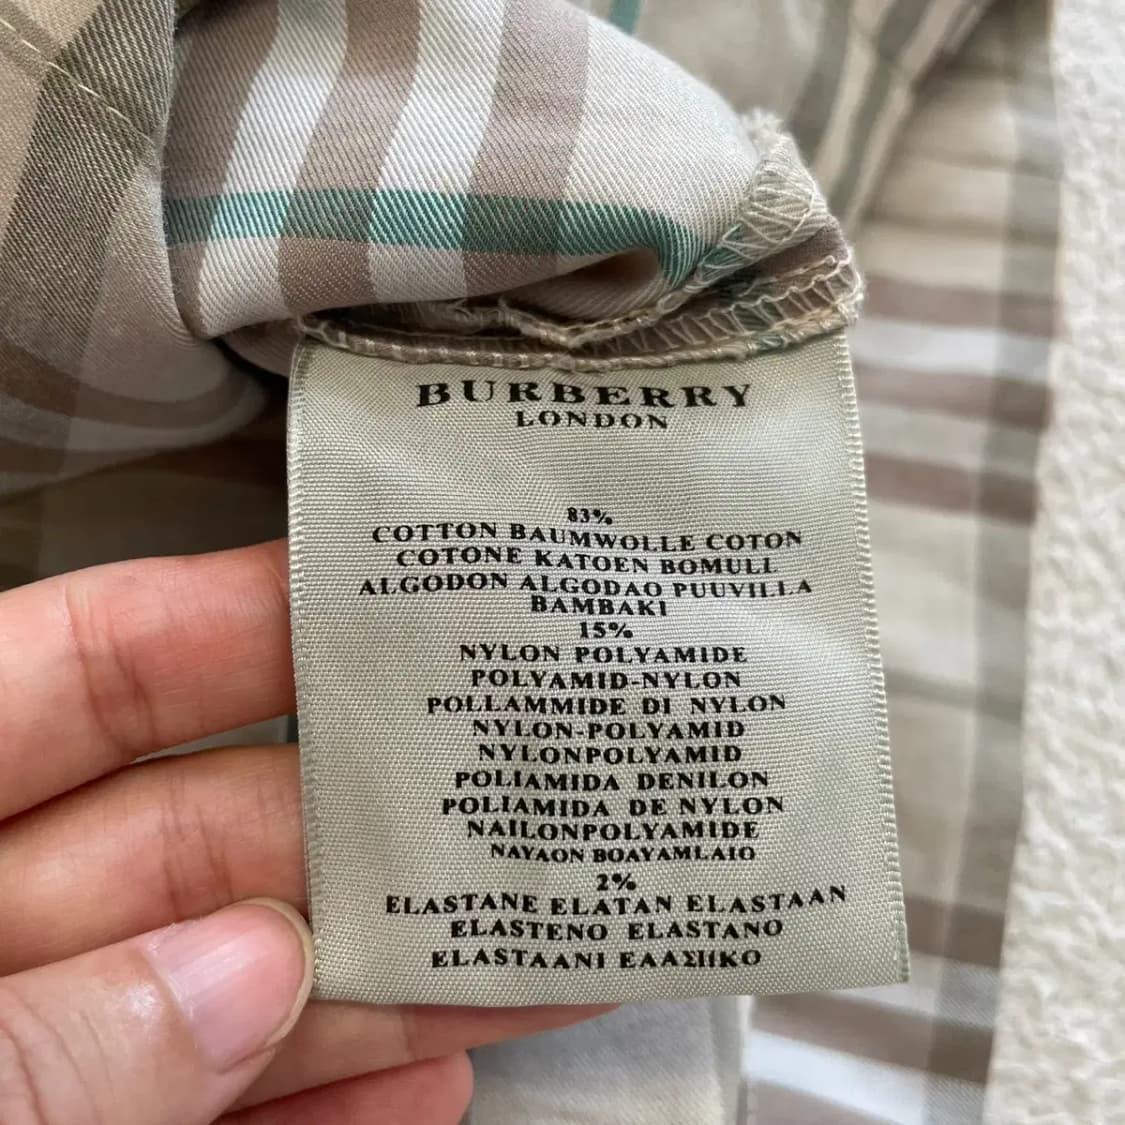 BURBERRY
LONDON
83%
COTTON BAUMWOLLE COTON
COTONE KATOEN BOMULL
ALGODON ALGODAO PUUVILLA
BAMBAKI
15%
NYLON POLYAMIDE
POLYAMID-NYLON
POLLAMMIDE DI NYLON
NYLON-POLYAMID
NYLONPOLYAMID
POLIAMIDA DENILON
POLIAMIDA DE NYLON
NAILONPOLYAMIDE
NAYAON BOAYAMLAIO
2%
ELASTANE ELATAN ELASTAAN
ELASTENO ELASTANO
ELASTAANI ΕΛΑΣΙΙΚΟ